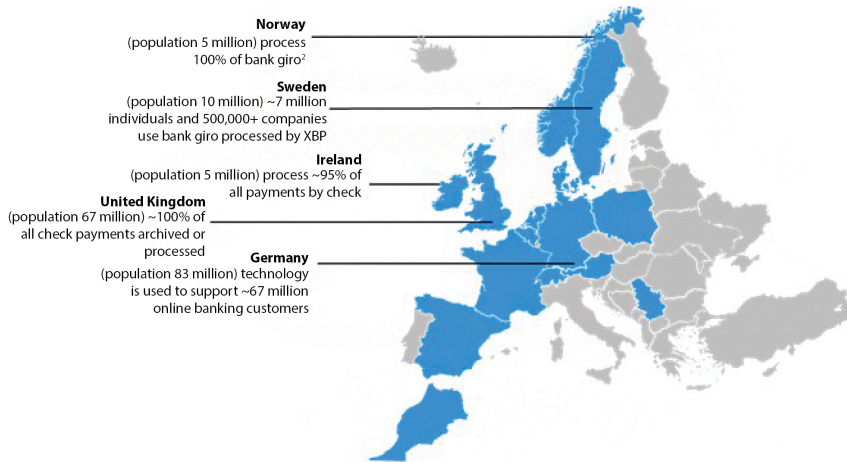 Norway
(population 5 million) process
100% of bank giro²
Sweden
(population 10 million) ~7 million
individuals and 500,000+ companies
use bank giro processed by XBP
Ireland
(population 5 million) process ~95% of
all payments by check
United Kingdom
(population 67 million) ~100% of
all check payments archived or
processed
Germany
(population 83 million) technology
is used to support ~67 million
online banking customers